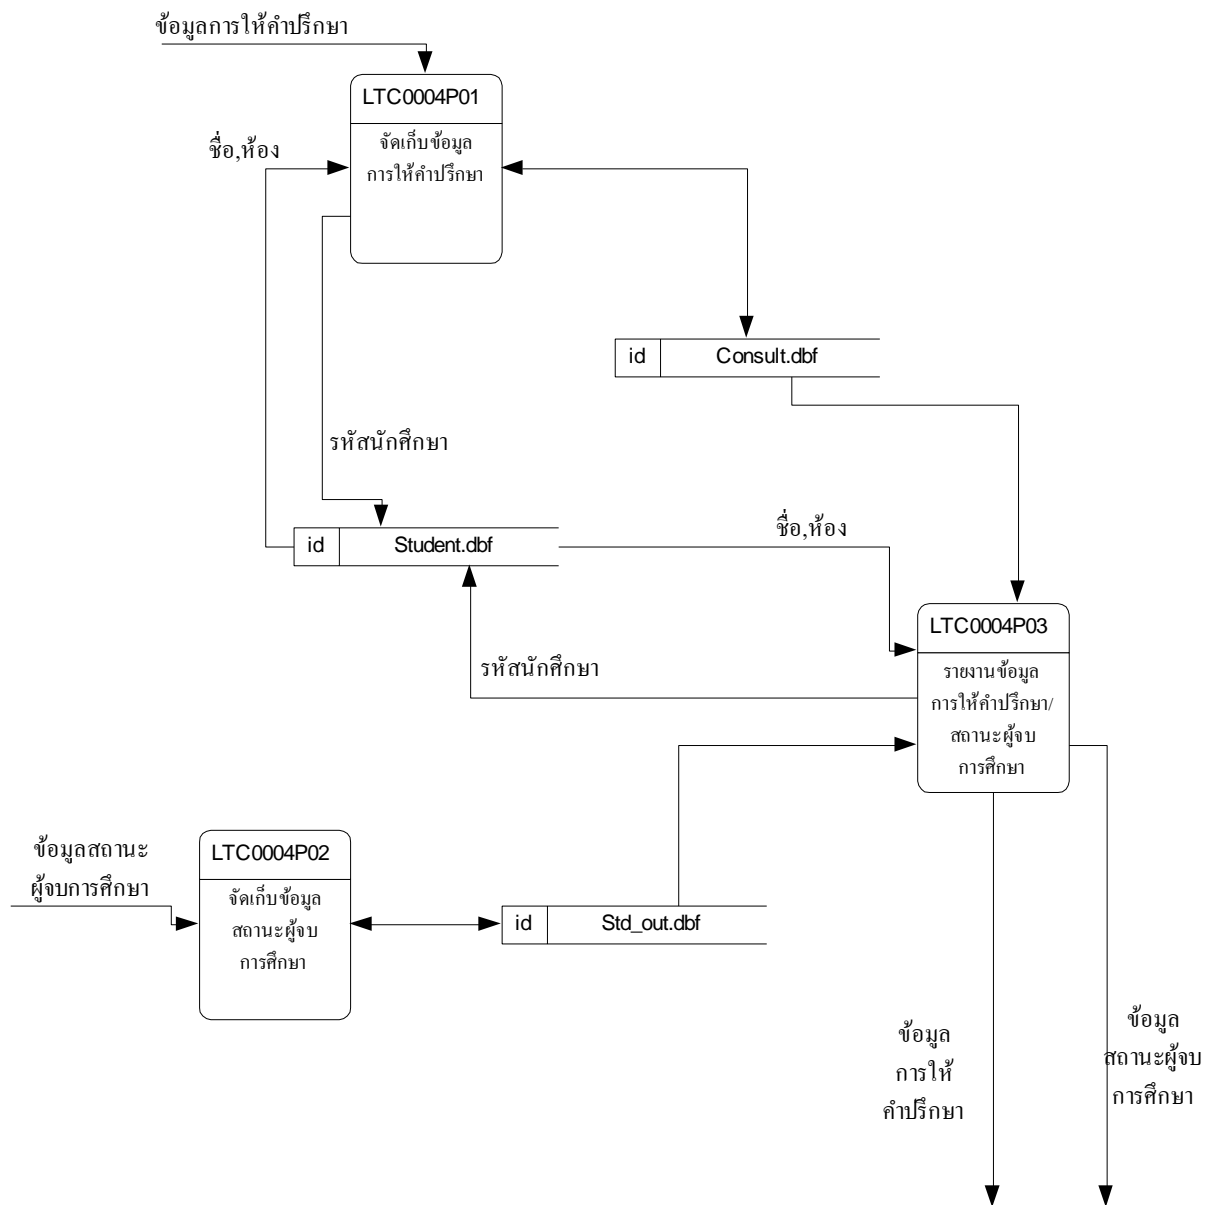 ข้อมูลการให้คำปรึกษา
LTC0004P01
จัดเก็บข้อมูล
การให้คำปรึกษา
ชื่อ,ห้อง
id
Consult.dbf
รหัสนักศึกษา
id
Student.dbf
ชื่อ,ห้อง
LTC0004P03
รายงานข้อมูล
การให้คำปรึกษา/
สถานะผู้จบ
การศึกษา
รหัสนักศึกษา
ข้อมูลสถานะ
ผู้จบการศึกษา
LTC0004P02
จัดเก็บข้อมูล
สถานะผู้จบ
การศึกษา
id
Std_out.dbf
ข้อมูล
การให้
คำปรึกษา
ข้อมูล
สถานะผู้จบ
การศึกษา